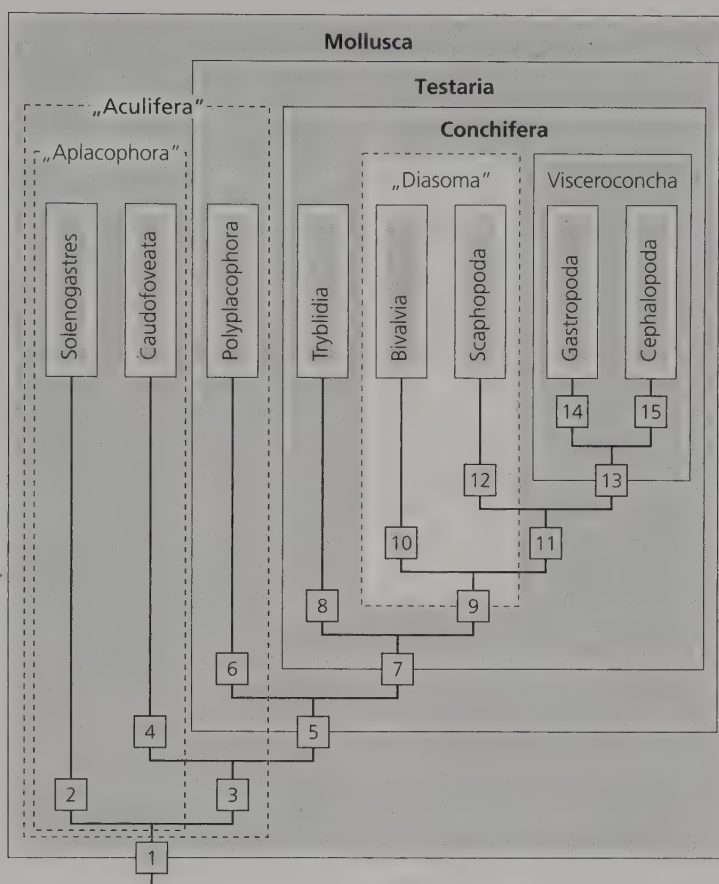 Mollusca
Testaria
„Aculifera"
Conchifera
„Aplacophora"
„Diasoma"
Visceroconcha
Solenogastres
Caudofoveata
Polyplacophora
Tryblidia
Bivalvia
Scaphopoda
Gastropoda
Cephalopoda
14
15
12
13
10
11
8
9
6
7
4
5
2
3
1